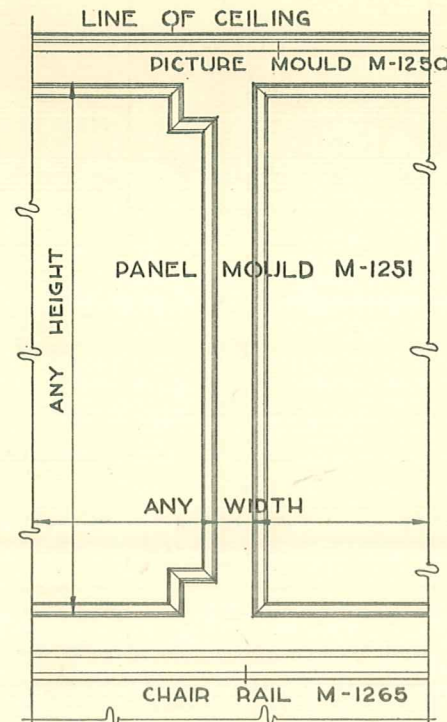 LINE OF CEILING
PICTURE MOULD M-1250
PANEL MOULD M-1251
ANY HEIGHT
ANY WIDTH
CHAIR RAIL M-1265